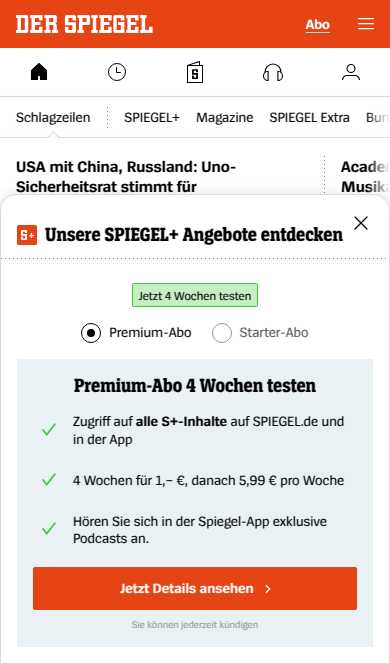 DER SPIEGEL
Abo
Schlagzeilen
SPIEGEL+
Magazine
SPIEGEL Extra
USA mit China, Russland: Uno-
Sicherheitsrat stimmt für
S+ Unsere SPIEGEL+ Angebote entdecken
Jetzt 4 Wochen testen
Premium-Abo
Starter-Abo
Premium-Abo 4 Wochen testen
Zugriff auf alle S+-Inhalte auf SPIEGEL.de und
in der App
4 Wochen für 1,– €, danach 5,99 € pro Woche
Hören Sie sich in der Spiegel-App exklusive
Podcasts an.
Jetzt Details ansehen
Sie können jederzeit kündigen